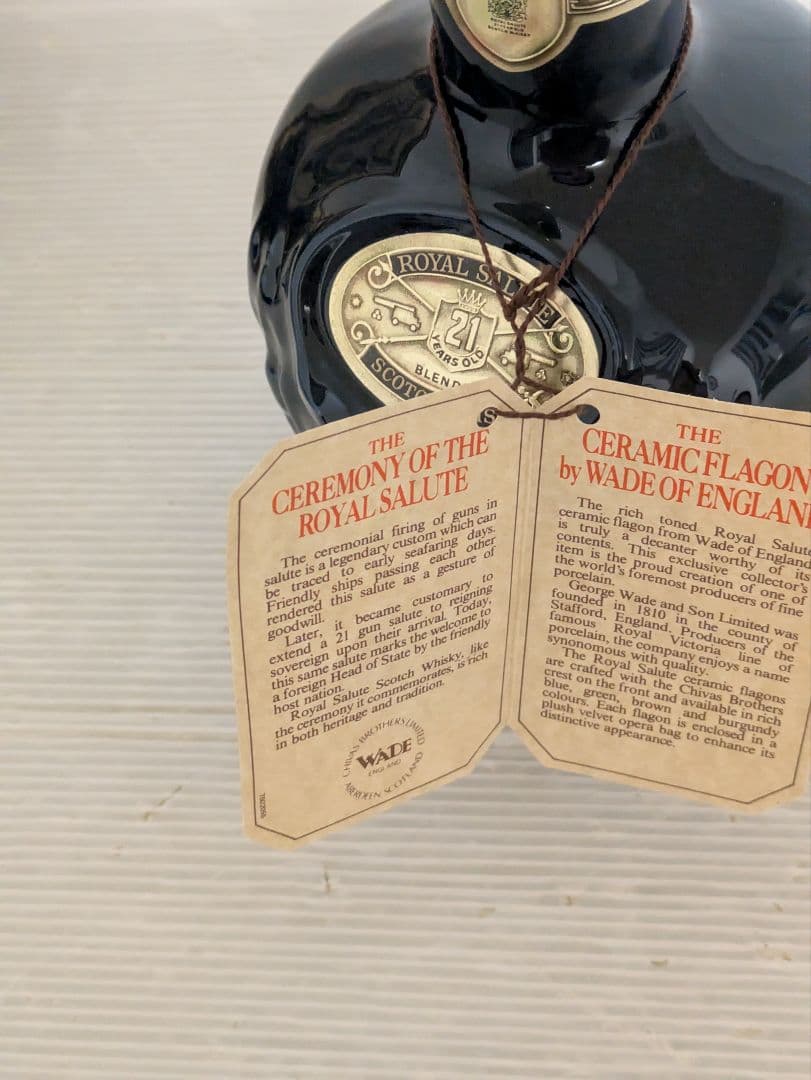 ROYAL SALUTE
21
YEARS OLD
BLEND
SCOTC
THE
CEREMONY OF THE
ROYAL SALUTE
The ceremonial firing of guns in
salute is a legendary custom which can
be traced to early seafaring days.
Friendly ships passing each other
rendered this salute as a gesture of
goodwill.
Later, it became customary to
extend a 21 gun salute to reigning
sovereign upon their arrival. Today,
this same salute marks the welcome to
a foreign Head of State by the friendly
host nation.
Royal Salute Scotch Whisky, like
the ceremony it commemorates, is rich
in both heritage and tradition.
CHIVAS BROTHERS LIMITED
WADE
ENGLAND
ABERDEEN SCOTLAND
THE
CERAMIC FLAGON
by WADE OF ENGLAND
The rich toned Royal Salute
ceramic flagon from Wade of England
is truly a decanter worthy of its
contents. This exclusive collector's
item is the proud creation of one of
the world's foremost producers of fine
porcelain.
George Wade and Son Limited was
founded in 1810 in the county of
Stafford, England. Producers of the
famous Royal Victoria line of
porcelain, the company enjoys a name
synonomous with quality.
The Royal Salute ceramic flagons
are crafted with the Chivas Brothers
crest on the front and available in rich
blue, green, brown and burgundy
colours. Each flagon is enclosed in a
plush velvet opera bag to enhance its
distinctive appearance.